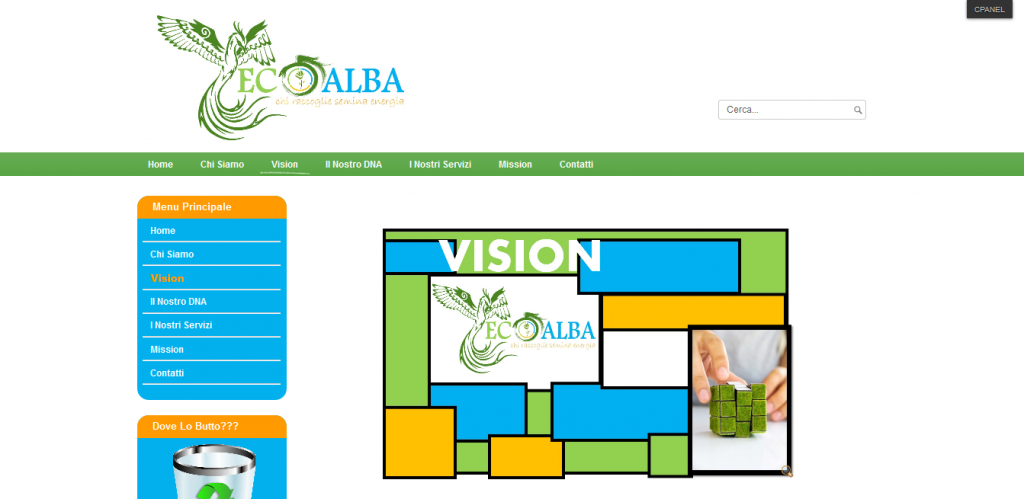 CPANEL
ECOALBA
chi raccoglie semina energia
Cerca...
Home Chi Siamo Vision Il Nostro DNA I Nostri Servizi Mission Contatti
Menu Principale
Home
Chi Siamo
Vision
Il Nostro DNA
I Nostri Servizi
Mission
Contatti
VISION
ECOALBA
chi raccoglie semina energia
Dove Lo Butto???